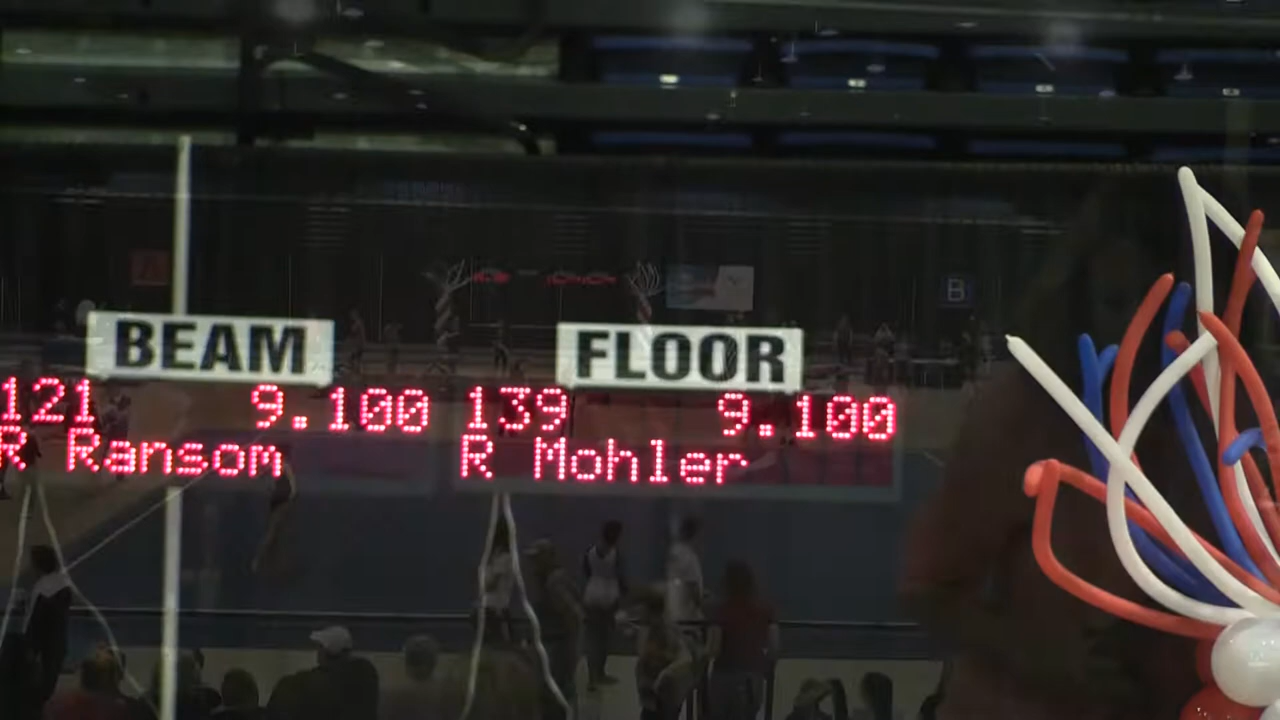 BEAM
121 9.100
R Ransom
FLOOR
139 9.100
R Mohler
B